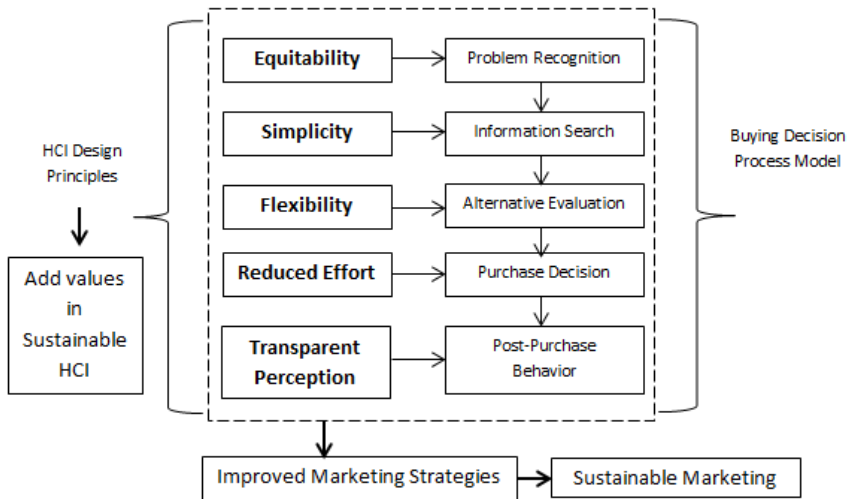 Equitability
Problem Recognition
Simplicity
Information Search
HCI Design
Principles
Buying Decision
Process Model
Flexibility
Alternative Evaluation
Reduced Effort
Purchase Decision
Add values
in
Sustainable
HCI
Transparent
Perception
Post-Purchase
Behavior
Improved Marketing Strategies
Sustainable Marketing